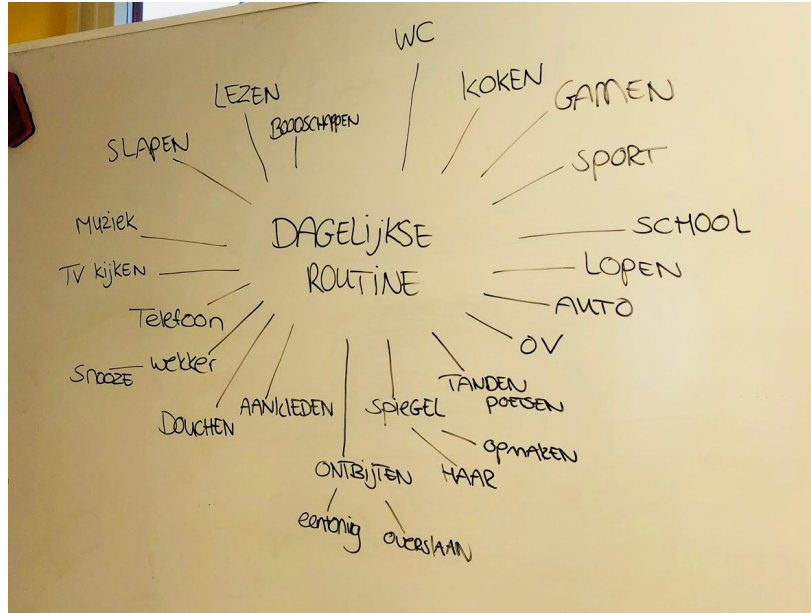 WC
LEZEN
KOKEN
GAMEN
BOODSCHAPPEN
SLAPEN
SPORT
Muziek
DAGELIJKSE
SCHOOL
TV kijken
ROUTINE
LOPEN
Telefoon
AUTO
SNOOZE
wekker
OV
DOUCHEN
AANKLEDEN
SPIEGEL
TANDEN
POETSEN
OPMAKEN
HAAR
ONTBIJTEN
eentonig
OVERSLAAN